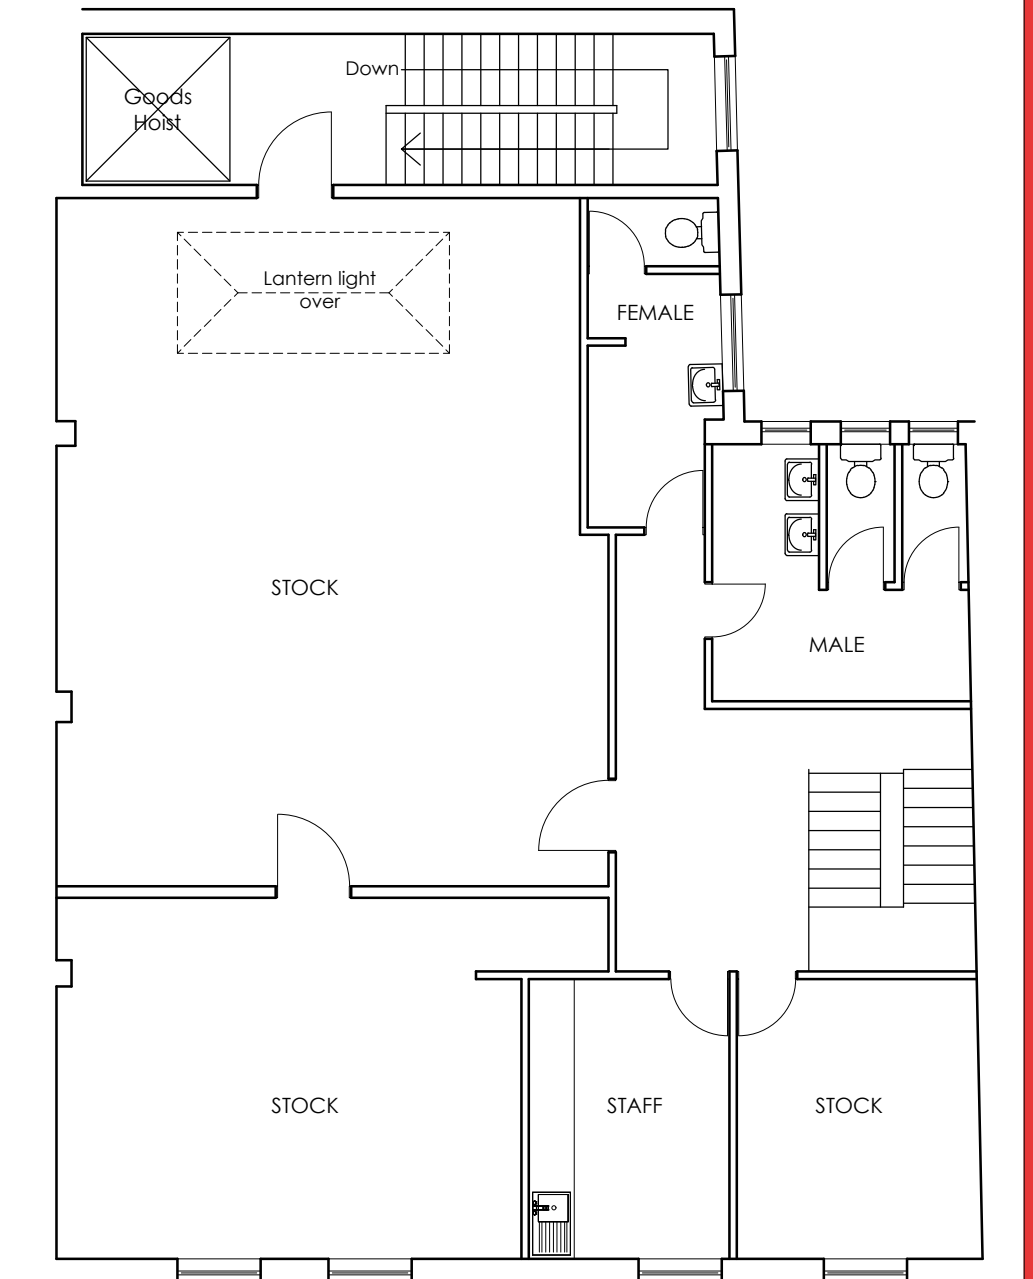 Down
Goods
Hoist
Lantern light
over
FEMALE
STOCK
MALE
STOCK
STAFF
STOCK